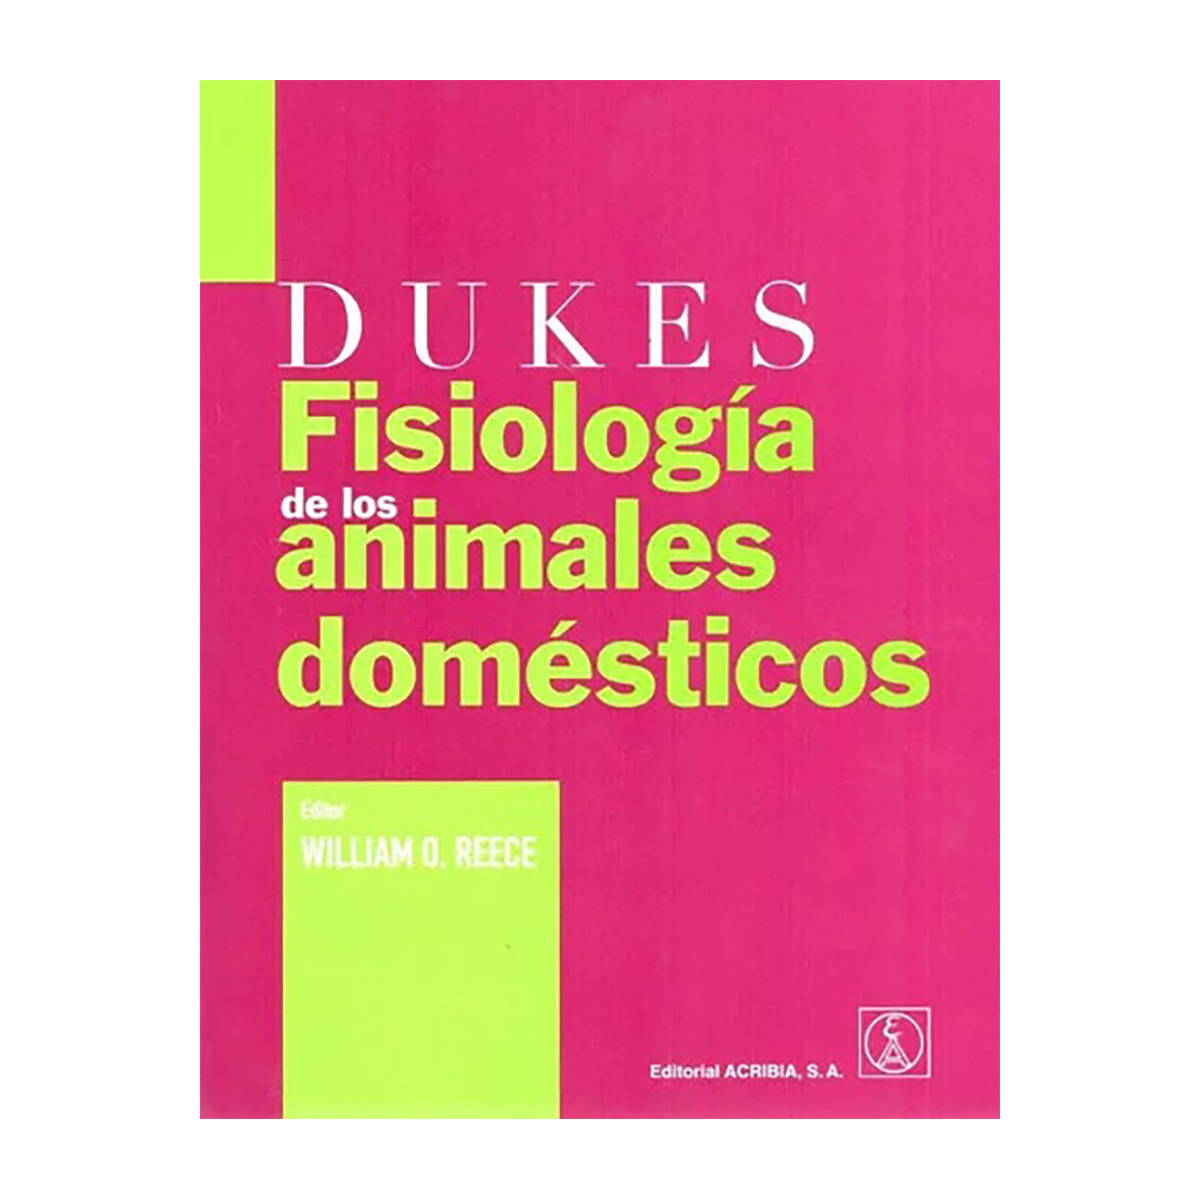 DUKES
Fisiología
de los
animales
domésticos
Editor
WILLIAM O. REECE
Editorial ACRIBIA, S. A.